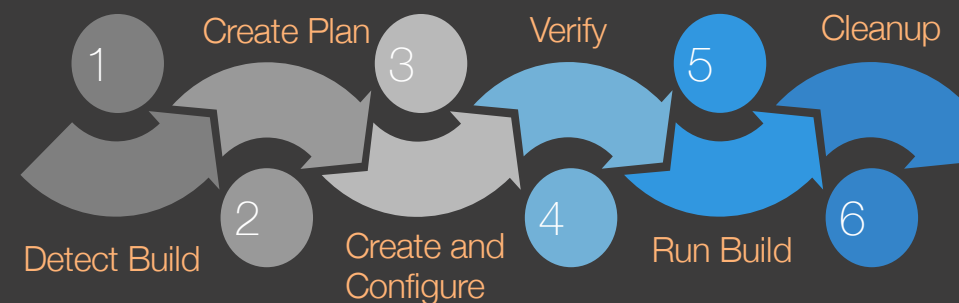 1
Detect Build
Create Plan
2
3
Create and
Configure
Verify
4
5
Run Build
Cleanup
6